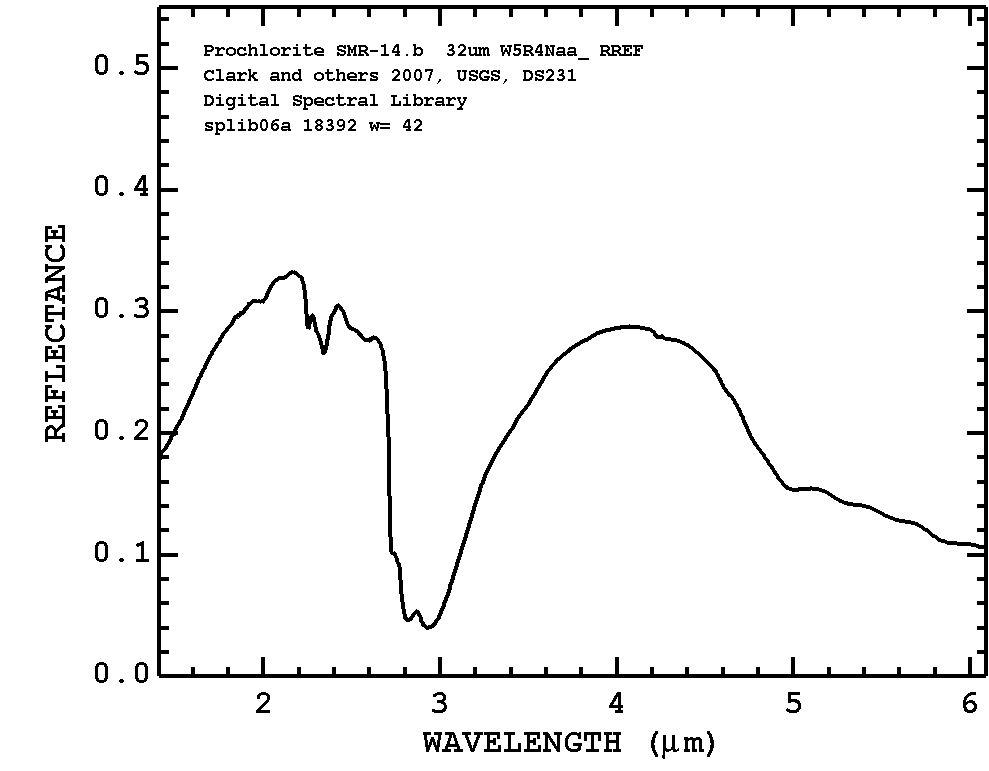 Prochlorite SMR-14.b 32um W5R4Naa_ RREF
Clark and others 2007, USGS, DS231
Digital Spectral Library
splib06a 18392 w= 42
0.5
0.4
0.3
0.2
0.1
0.0
REFLECTANCE
2 3 4 5 6
WAVELENGTH (μm)